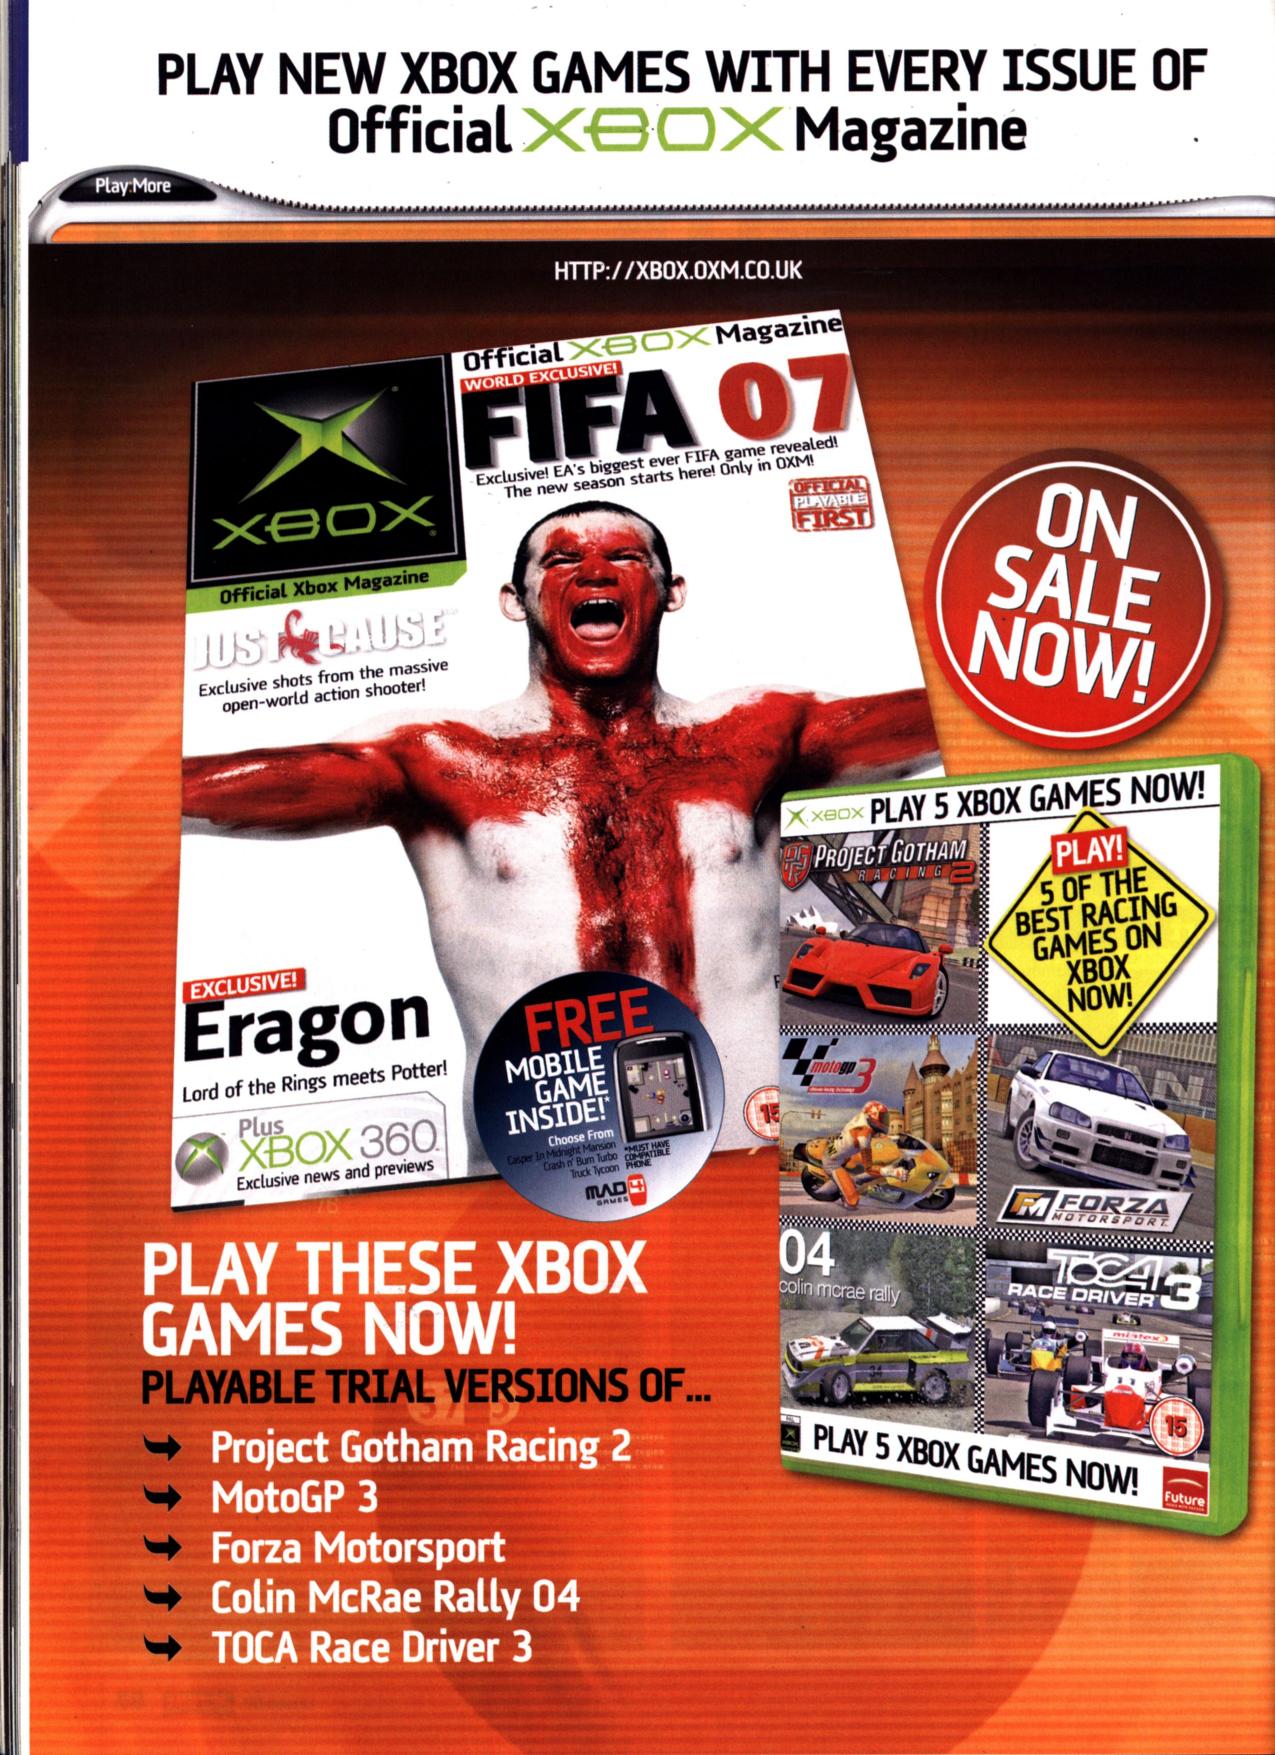 PLAY NEW XBOX GAMES WITH EVERY ISSUE OF
Official XBOX Magazine
Play:More
HTTP://XBOX.OXM.CO.UK
Official XBOX Magazine
WORLD EXCLUSIVE!
FIFA 07
Exclusive! EA's biggest ever FIFA game revealed!
The new season starts here! Only in OXM!
OFFICIAL
PLAYABLE
FIRST
XBOX
Official Xbox Magazine
JUST CAUSE
Exclusive shots from the massive
open-world action shooter!
EXCLUSIVE!
Eragon
Lord of the Rings meets Potter!
Plus
XBOX 360
Exclusive news and previews
FREE
MOBILE
GAME
INSIDE!*
Choose From
Casper In Midnight Mansion
Crash n' Burn Turbo
Truck Tycoon
*MUST HAVE
COMPATIBLE
PHONE
MAD4
GAMES
15
ON
SALE
NOW!
XBOX PLAY 5 XBOX GAMES NOW!
PROJECT GOTHAM
RACING 2
PLAY!
5 OF THE
BEST RACING
GAMES ON
XBOX
NOW!
motogp 3
FM FORZA
MOTORSPORT
04
colin mcrae rally
34
TOCA
RACE DRIVER 3
miatex
11
15
PLAY 5 XBOX GAMES NOW!
Future
PLAY THESE XBOX
GAMES NOW!
PLAYABLE TRIAL VERSIONS OF...
Project Gotham Racing 2
MotoGP 3
Forza Motorsport
Colin McRae Rally 04
TOCA Race Driver 3